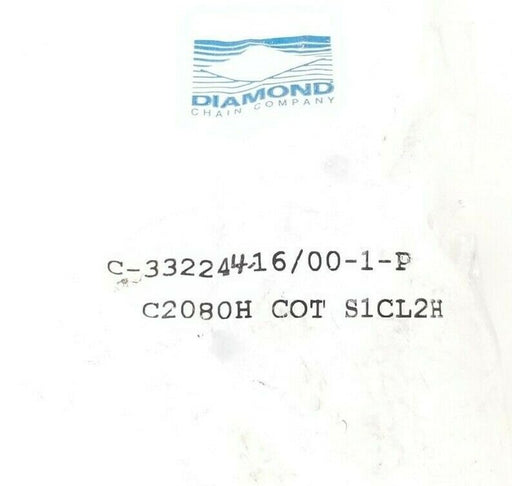 DIAMOND
CHAIN COMPANY
C-33224416/00-1-P
C2080H COT S1CL2H